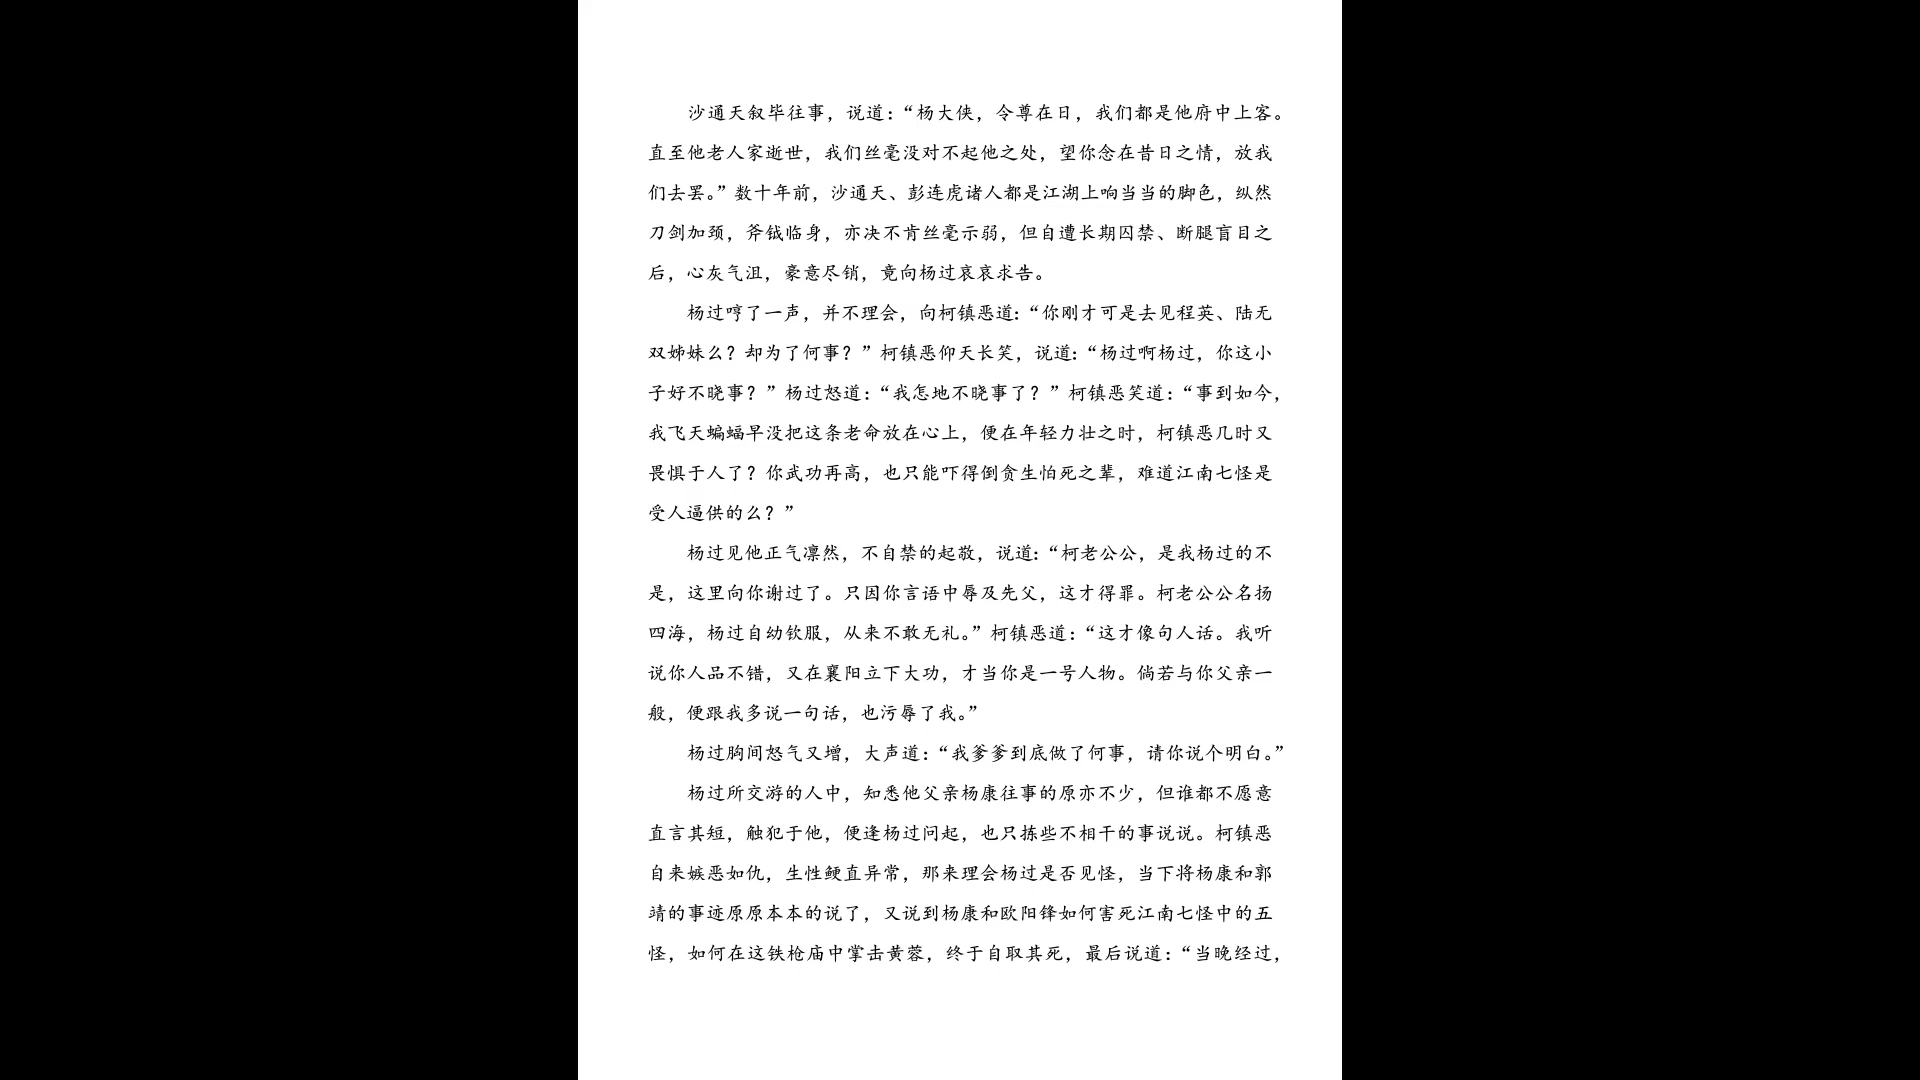 沙通天叙毕往事，说道：“杨大侠，令尊在日，我们都是他府中上客。
直至他老人家逝世，我们丝毫没对不起他之处，望你念在昔日之情，放我
们去罢。”数十年前，沙通天、彭连虎诸人都是江湖上响当当的脚色，纵然
刀剑加颈，斧钺临身，亦决不肯丝毫示弱，但自遭长期囚禁、断腿盲目之
后，心灰气沮，豪意尽销，竟向杨过哀哀求告。
杨过哼了一声，并不理会，向柯镇恶道：“你刚才可是去见程英、陆无
双姊妹么？却为了何事？”柯镇恶仰天长笑，说道：“杨过啊杨过，你这小
子好不晓事？”杨过怒道：“我怎地不晓事了？”柯镇恶笑道：“事到如今，
我飞天蝙蝠早没把这条老命放在心上，便在年轻力壮之时，柯镇恶几时又
畏惧于人了？你武功再高，也只能吓得倒贪生怕死之辈，难道江南七怪是
受人逼供的么？”
杨过见他正气凛然，不自禁的起敬，说道：“柯老公公，是我杨过的不
是，这里向你谢过了。只因你言语中辱及先父，这才得罪。柯老公公名扬
四海，杨过自幼钦服，从来不敢无礼。”柯镇恶道：“这才像句人话。我听
说你人品不错，又在襄阳立下大功，才当你是一号人物。倘若与你父亲一
般，便跟我多说一句话，也污辱了我。”
杨过胸间怒气又增，大声道：“我爹爹到底做了何事，请你说个明白。”
杨过所交游的人中，知悉他父亲杨康往事的原亦不少，但谁都不愿意
直言其短，触犯于他，便逢杨过问起，也只拣些不相干的事说说。柯镇恶
自来嫉恶如仇，生性鲠直异常，那来理会杨过是否见怪，当下将杨康和郭
靖的事迹原原本本的说了，又说到杨康和欧阳锋如何害死江南七怪中的五
怪，如何在这铁枪庙中掌击黄蓉，终于自取其死，最后说道：“当晚经过，